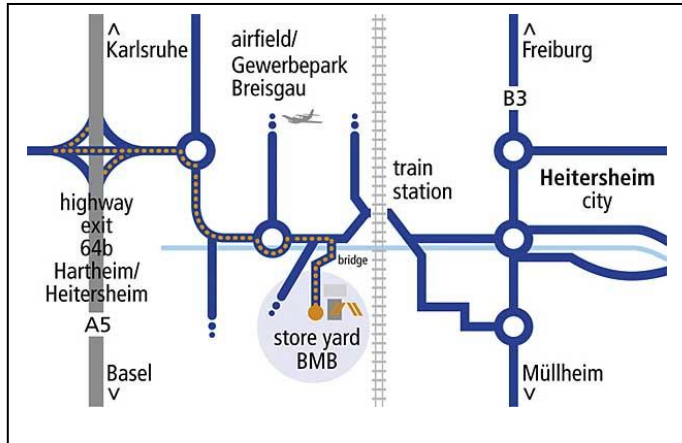 ^
Karlsruhe
airfield/
Gewerbepark
Breisgau
^
Freiburg
B3
train
station
Heitersheim
city
highway
exit
64b
Hartheim/
Heitersheim
A5
bridge
store yard
BMB
Basel
v
Müllheim
v